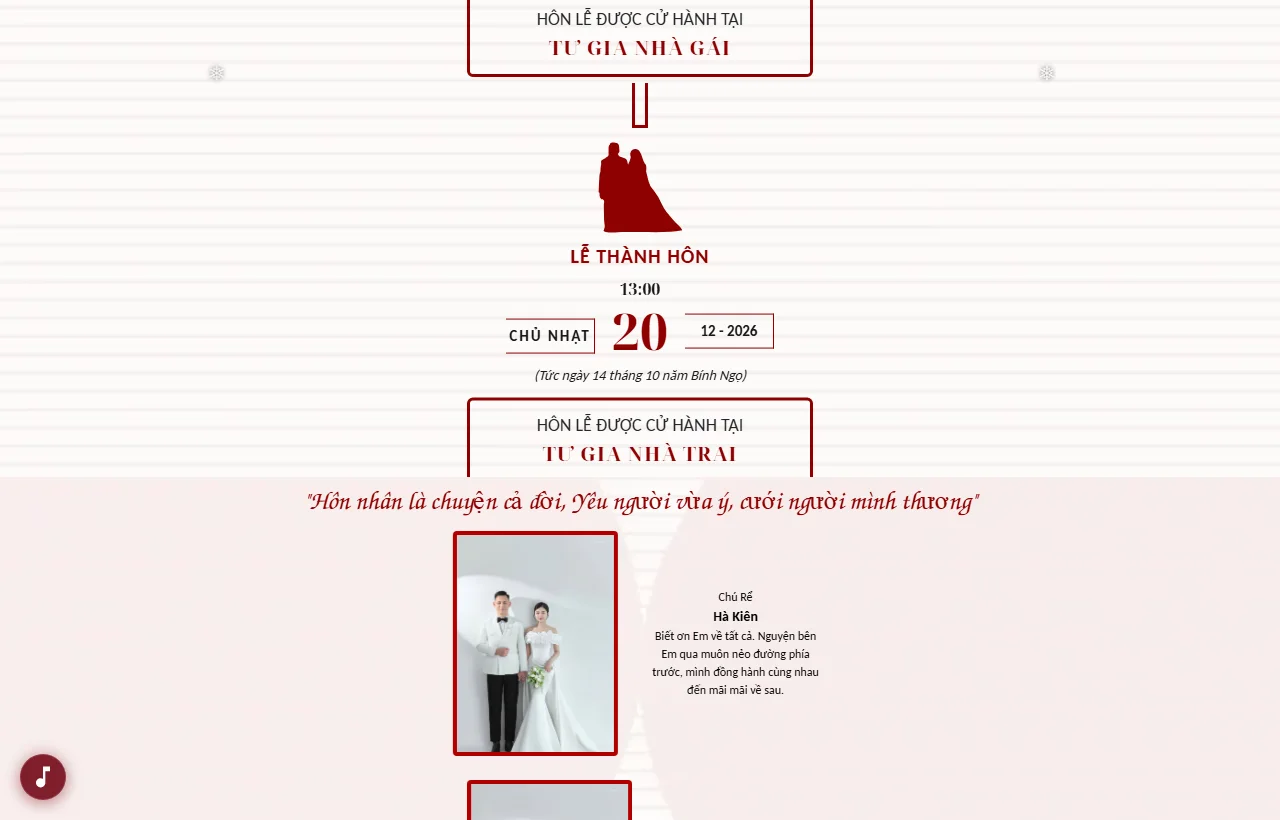 HÔN LỄ ĐƯỢC CỬ HÀNH TẠI
TƯ GIA NHÀ GÁI
LỄ THÀNH HÔN
13:00
CHỦ NHẬT 20 12 - 2026
(Tức ngày 14 tháng 10 năm Bính Ngọ)
HÔN LỄ ĐƯỢC CỬ HÀNH TẠI
TƯ GIA NHÀ TRAI
"Hôn nhân là chuyện cả đời, Yêu người vừa ý, cưới người mình thương"
Chú Rể
Hà Kiên
Biết ơn Em về tất cả. Nguyện bên
Em qua muôn nẻo đường phía
trước, mình đồng hành cùng nhau
đến mãi mãi về sau.